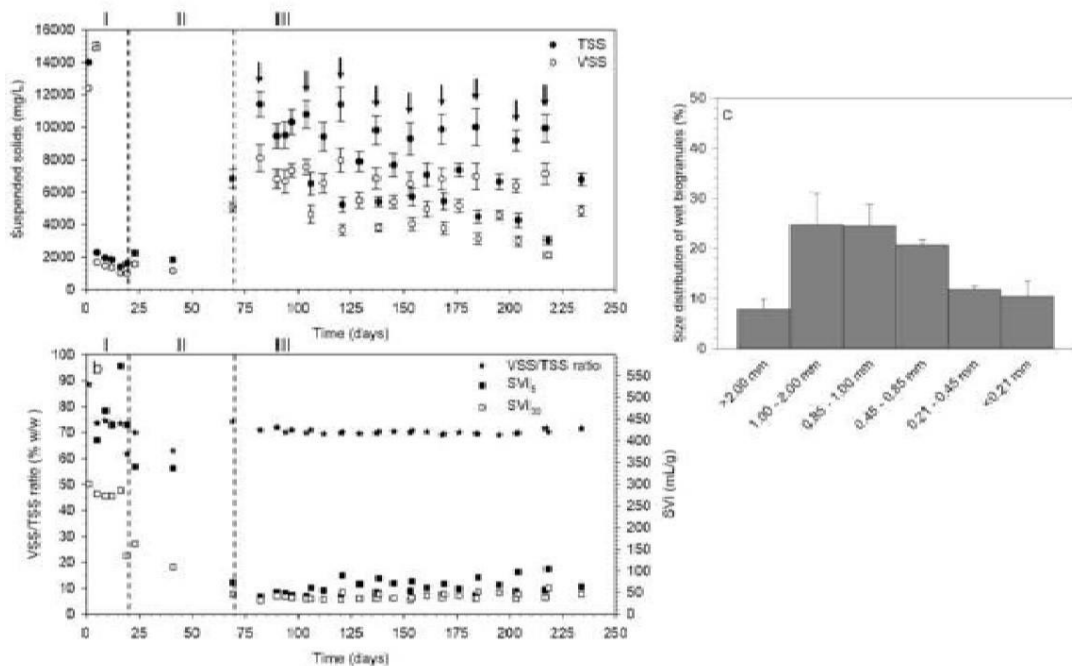 I
II
III
a
TSS
VSS
Suspended solids (mg/L)
16000
14000
12000
10000
8000
6000
4000
2000
0
0 25 50 75 100 125 150 175 200 225 250
Time (days)
I
II
III
b
VSS/TSS ratio
SVI5
SVI30
VSS/TSS ratio (% w/w)
100
90
80
70
60
50
40
30
20
10
0
SVI (mL/g)
550
500
450
400
350
300
250
200
150
100
50
0
0 25 50 75 100 125 150 175 200 225 250
Time (days)
C
Size distribution of wet biogranules (%)
50
40
30
20
10
0
>2.00 mm
1.00 - 2.00 mm
0.85 - 1.00 mm
0.45 - 0.85 mm
0.21 - 0.45 mm
<0.21 mm